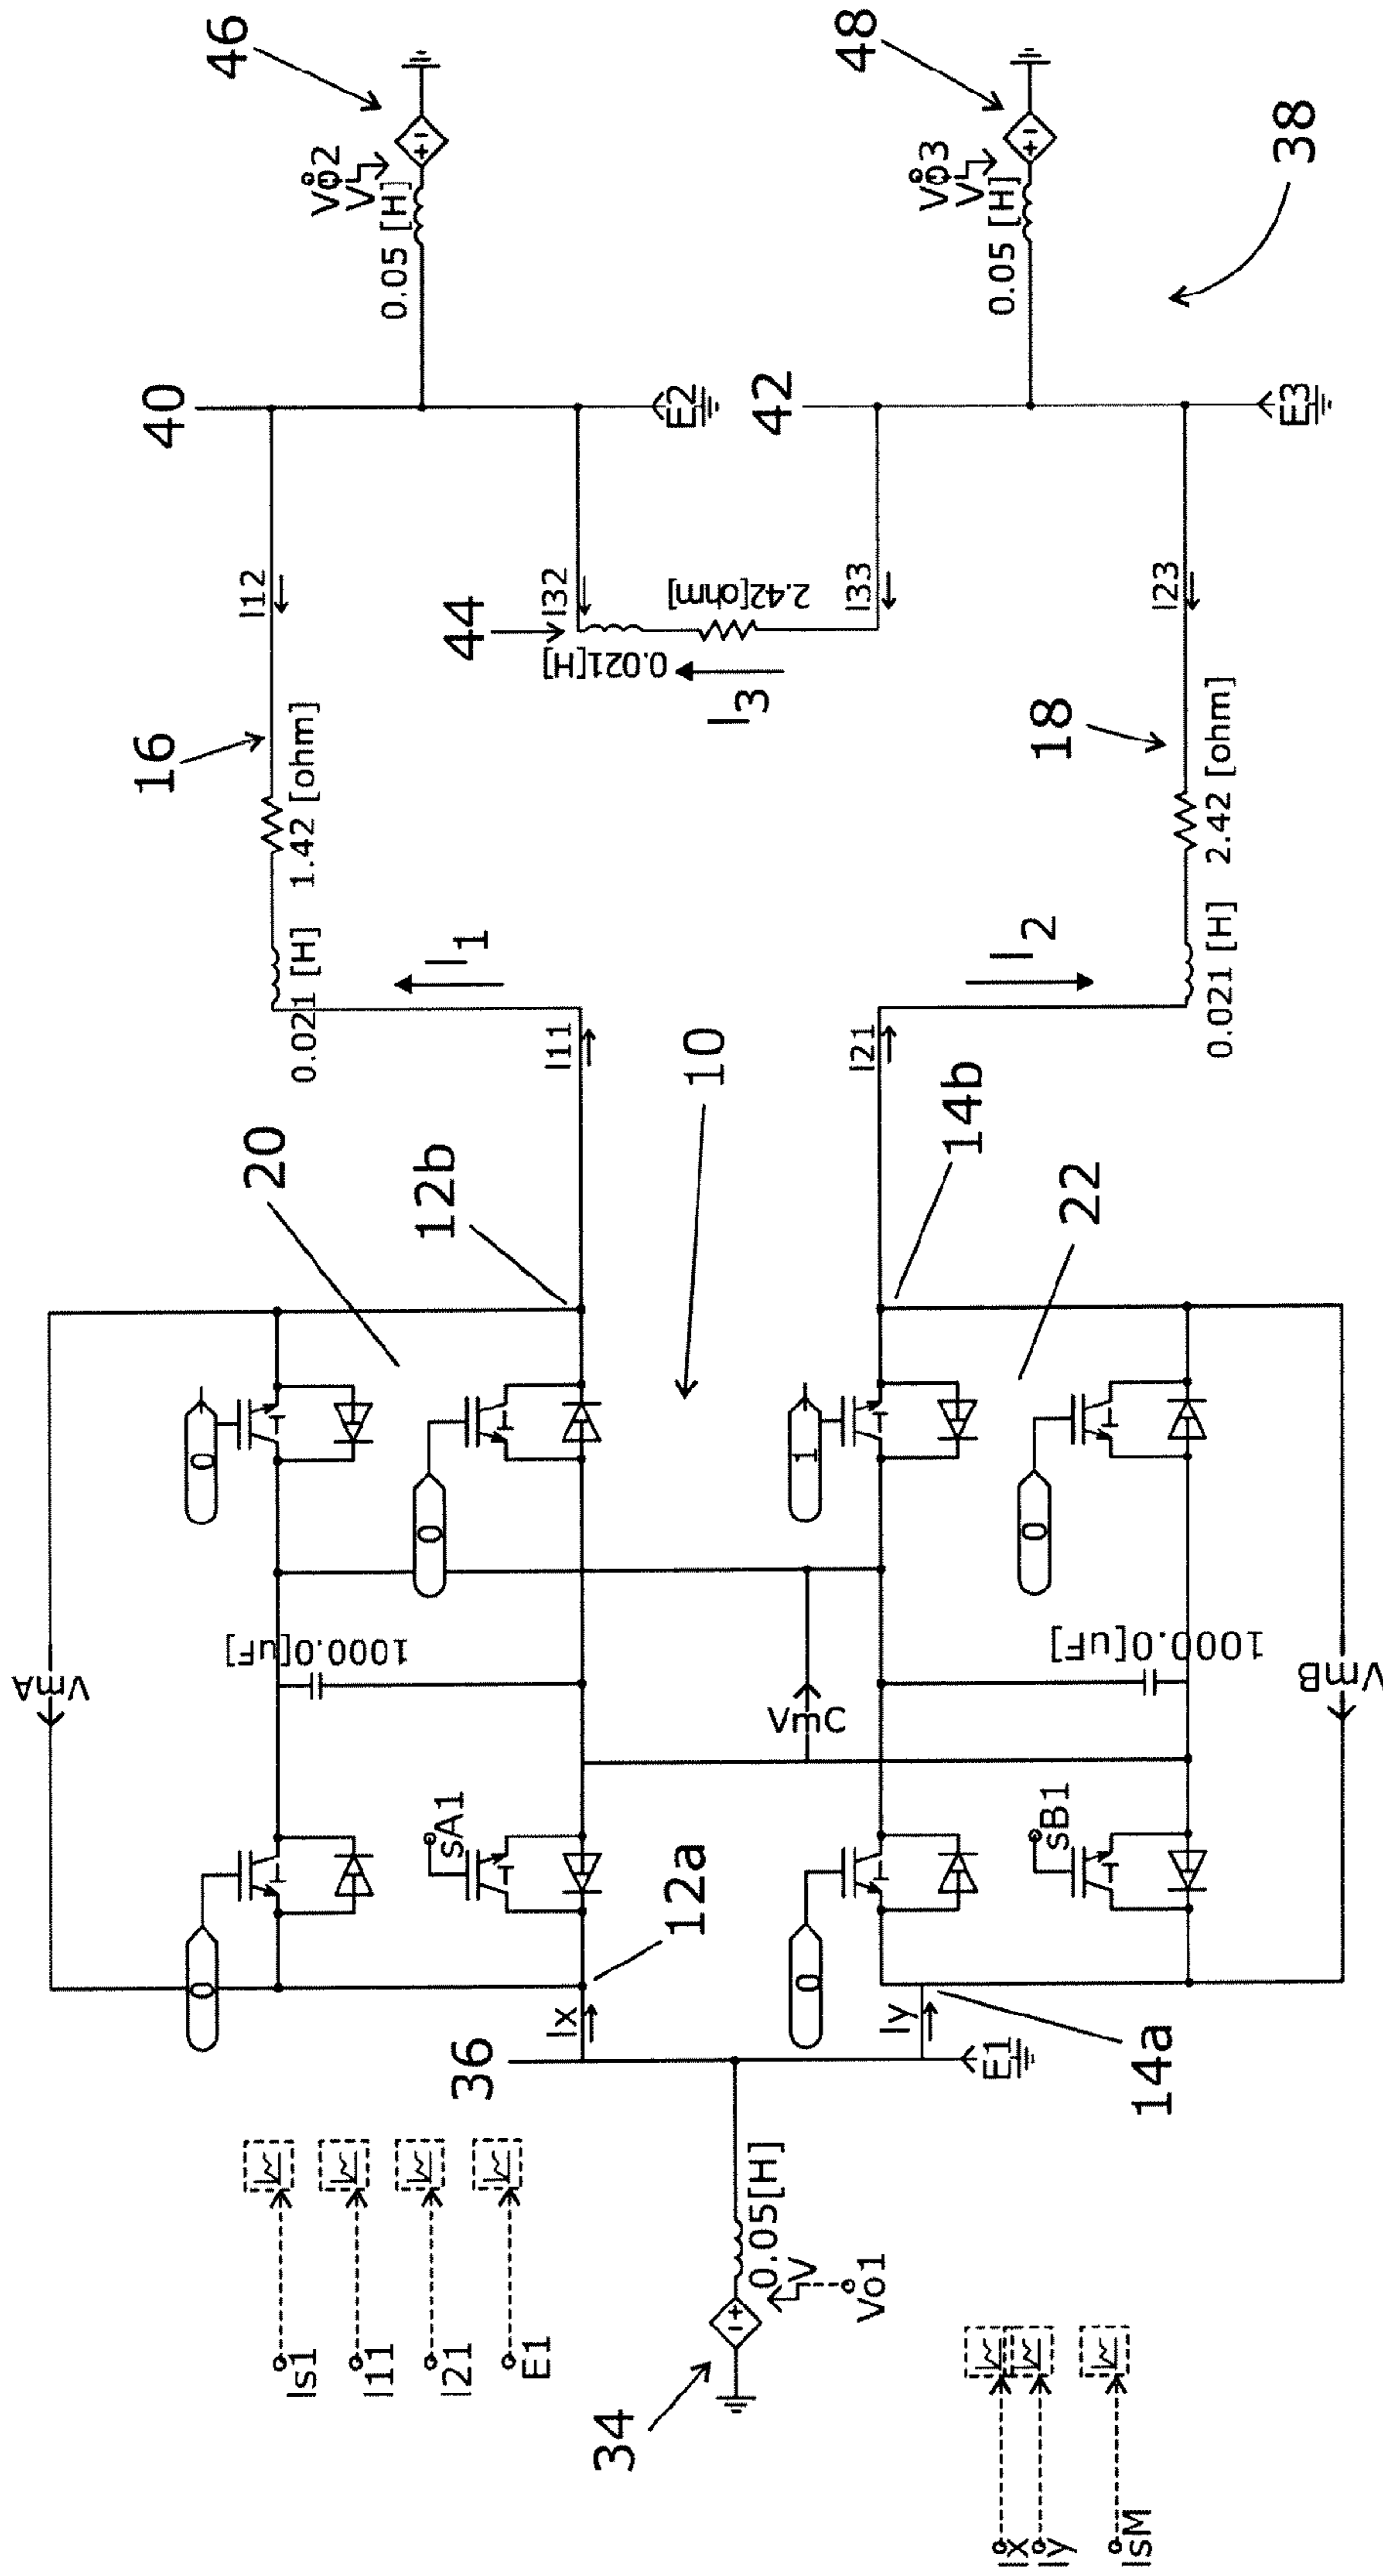 46
Vo2
V
0.05 [H]
40
E2
16
1.42 [ohm]
0.021 [H]
I12
I1
I11
44
I32
0.021[H]
2.42[ohm]
I3
I33
48
Vo3
V
0.05 [H]
38
42
E3
I23
18
2.42 [ohm]
0.021 [H]
I2
I21
10
20
12b
14b
22
VmA
0
0
1000.0[uF]
0
sA1
12a
VmC
1
0
1000.0[uF]
0
sB1
VmB
14a
36
Ix
Iy
E1
0.05[H]
V
Vo1
34
Is1
I11
I21
E1
Ix
Iy
IsM